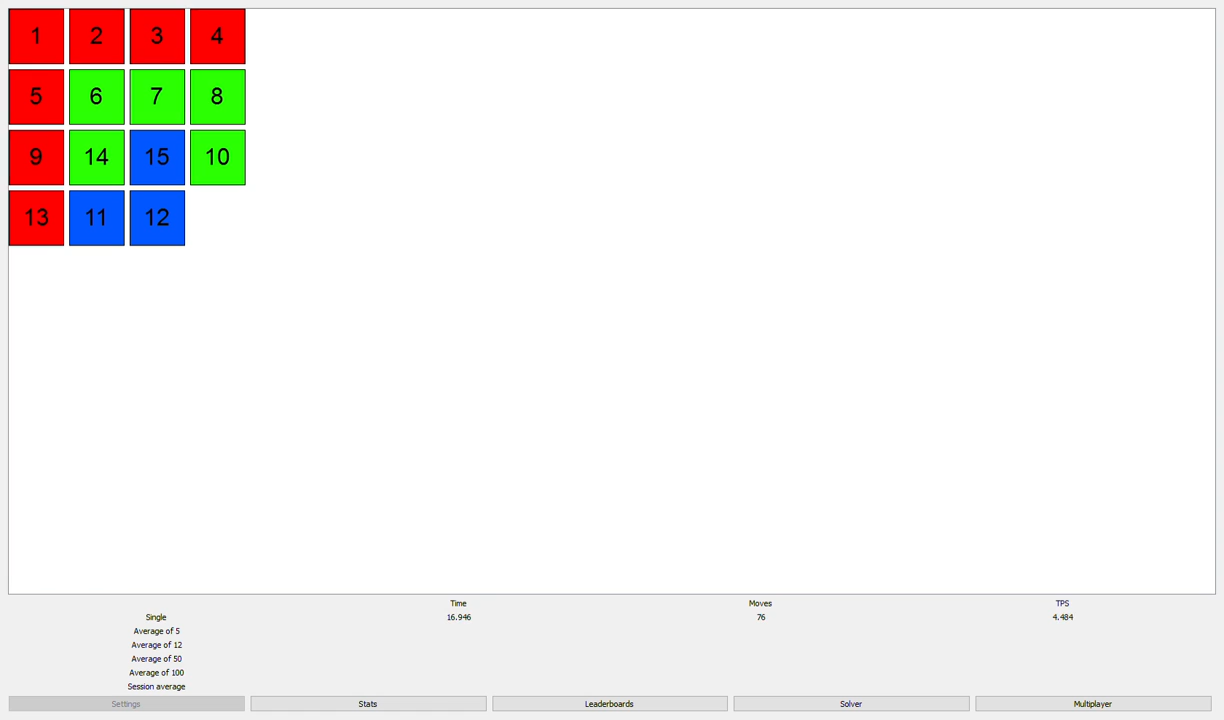 1 2 3 4
5 6 7 8
9 14 15 10
13 11 12
Time Moves TPS
Single 16.946 76 4.484
Average of 5
Average of 12
Average of 50
Average of 100
Session average
Settings Stats Leaderboards Solver Multiplayer